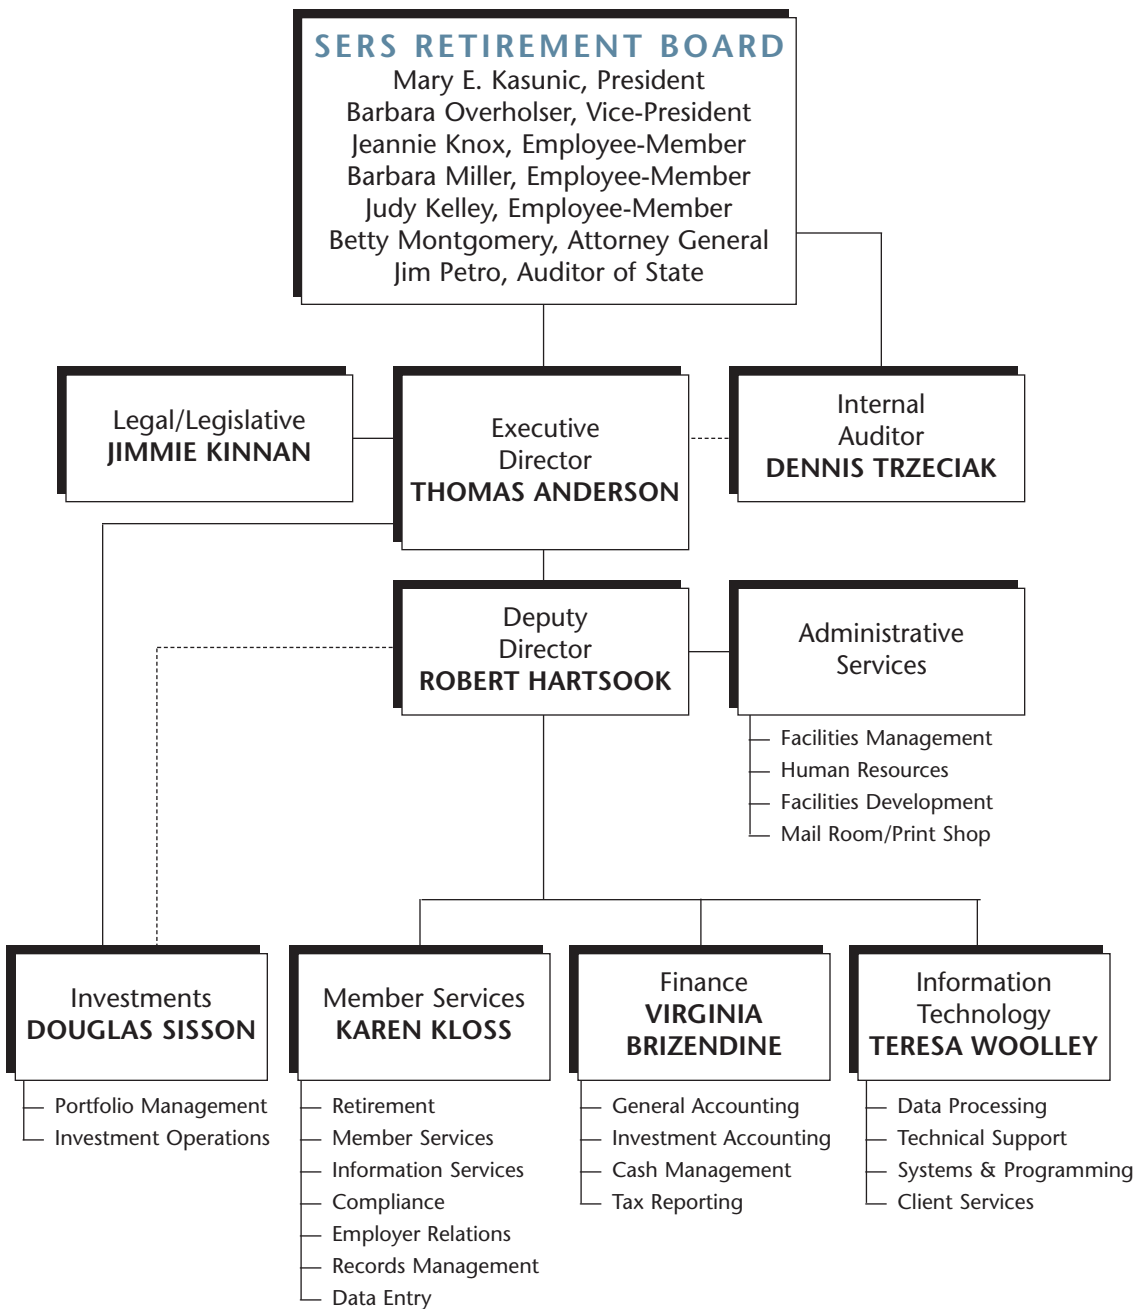 SERS RETIREMENT BOARD
Mary E. Kasunic, President
Barbara Overholser, Vice-President
Jeannie Knox, Employee-Member
Barbara Miller, Employee-Member
Judy Kelley, Employee-Member
Betty Montgomery, Attorney General
Jim Petro, Auditor of State
Legal/Legislative
JIMMIE KINNAN
Executive
Director
THOMAS ANDERSON
Internal
Auditor
DENNIS TRZECIAK
Deputy
Director
ROBERT HARTSOOK
Administrative
Services
Facilities Management
Human Resources
Facilities Development
Mail Room/Print Shop
Investments
DOUGLAS SISSON
Portfolio Management
Investment Operations
Member Services
KAREN KLOSS
Retirement
Member Services
Information Services
Compliance
Employer Relations
Records Management
Data Entry
Finance
VIRGINIA
BRIZENDINE
General Accounting
Investment Accounting
Cash Management
Tax Reporting
Information
Technology
TERESA WOOLLEY
Data Processing
Technical Support
Systems & Programming
Client Services